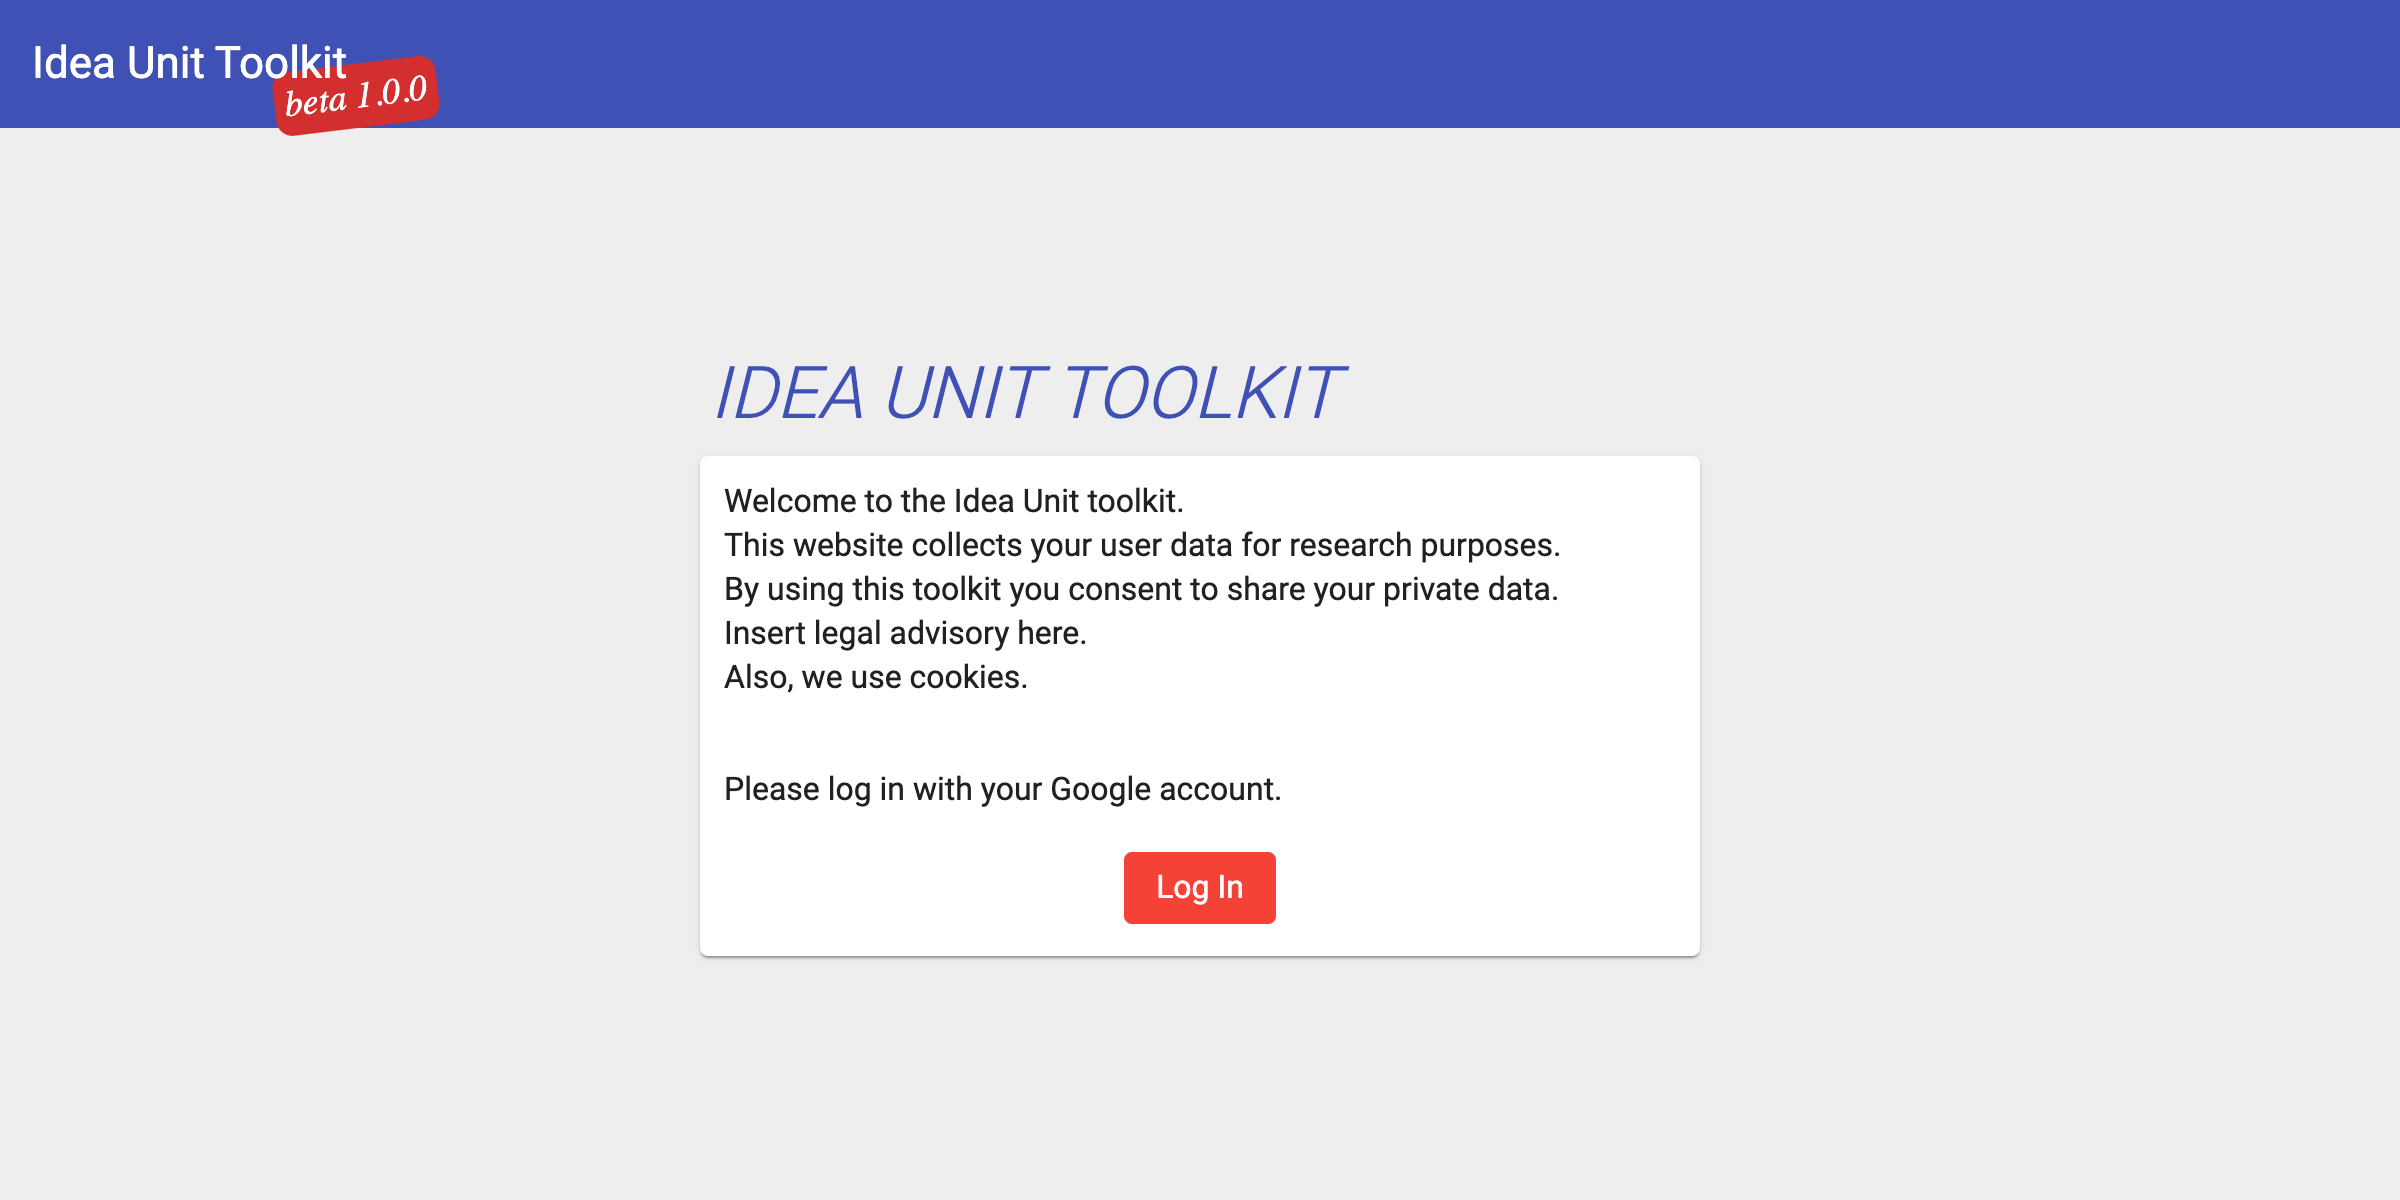 Idea Unit Toolkit
beta 1.0.0
IDEA UNIT TOOLKIT
Welcome to the Idea Unit toolkit.
This website collects your user data for research purposes.
By using this toolkit you consent to share your private data.
Insert legal advisory here.
Also, we use cookies.
Please log in with your Google account.
Log In